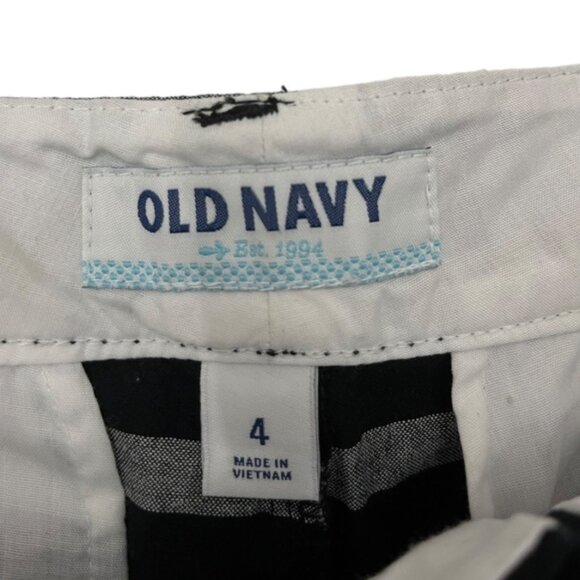 OLD NAVY
Est. 1994
4
MADE IN
VIETNAM